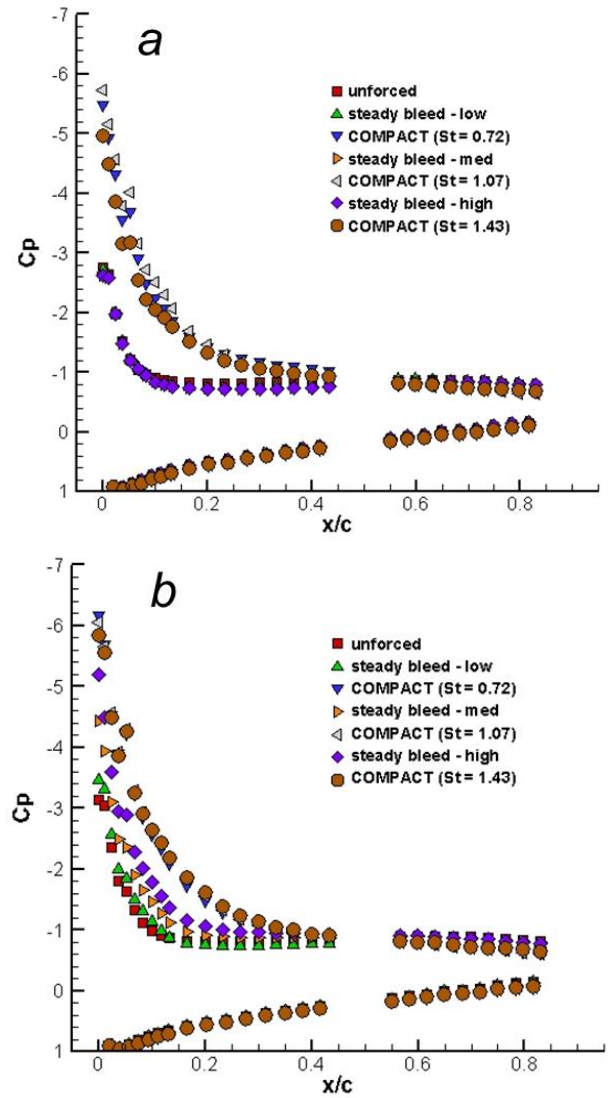 a
-7
-6
-5
-4
-3
-2
-1
0
1
Cp
unforced
steady bleed - low
COMPACT (St = 0.72)
steady bleed - med
COMPACT (St = 1.07)
steady bleed - high
COMPACT (St = 1.43)
0 0.2 0.4 0.6 0.8
x/c
b
-7
-6
-5
-4
-3
-2
-1
0
1
Cp
unforced
steady bleed - low
COMPACT (St = 0.72)
steady bleed - med
COMPACT (St = 1.07)
steady bleed - high
COMPACT (St = 1.43)
0 0.2 0.4 0.6 0.8
x/c